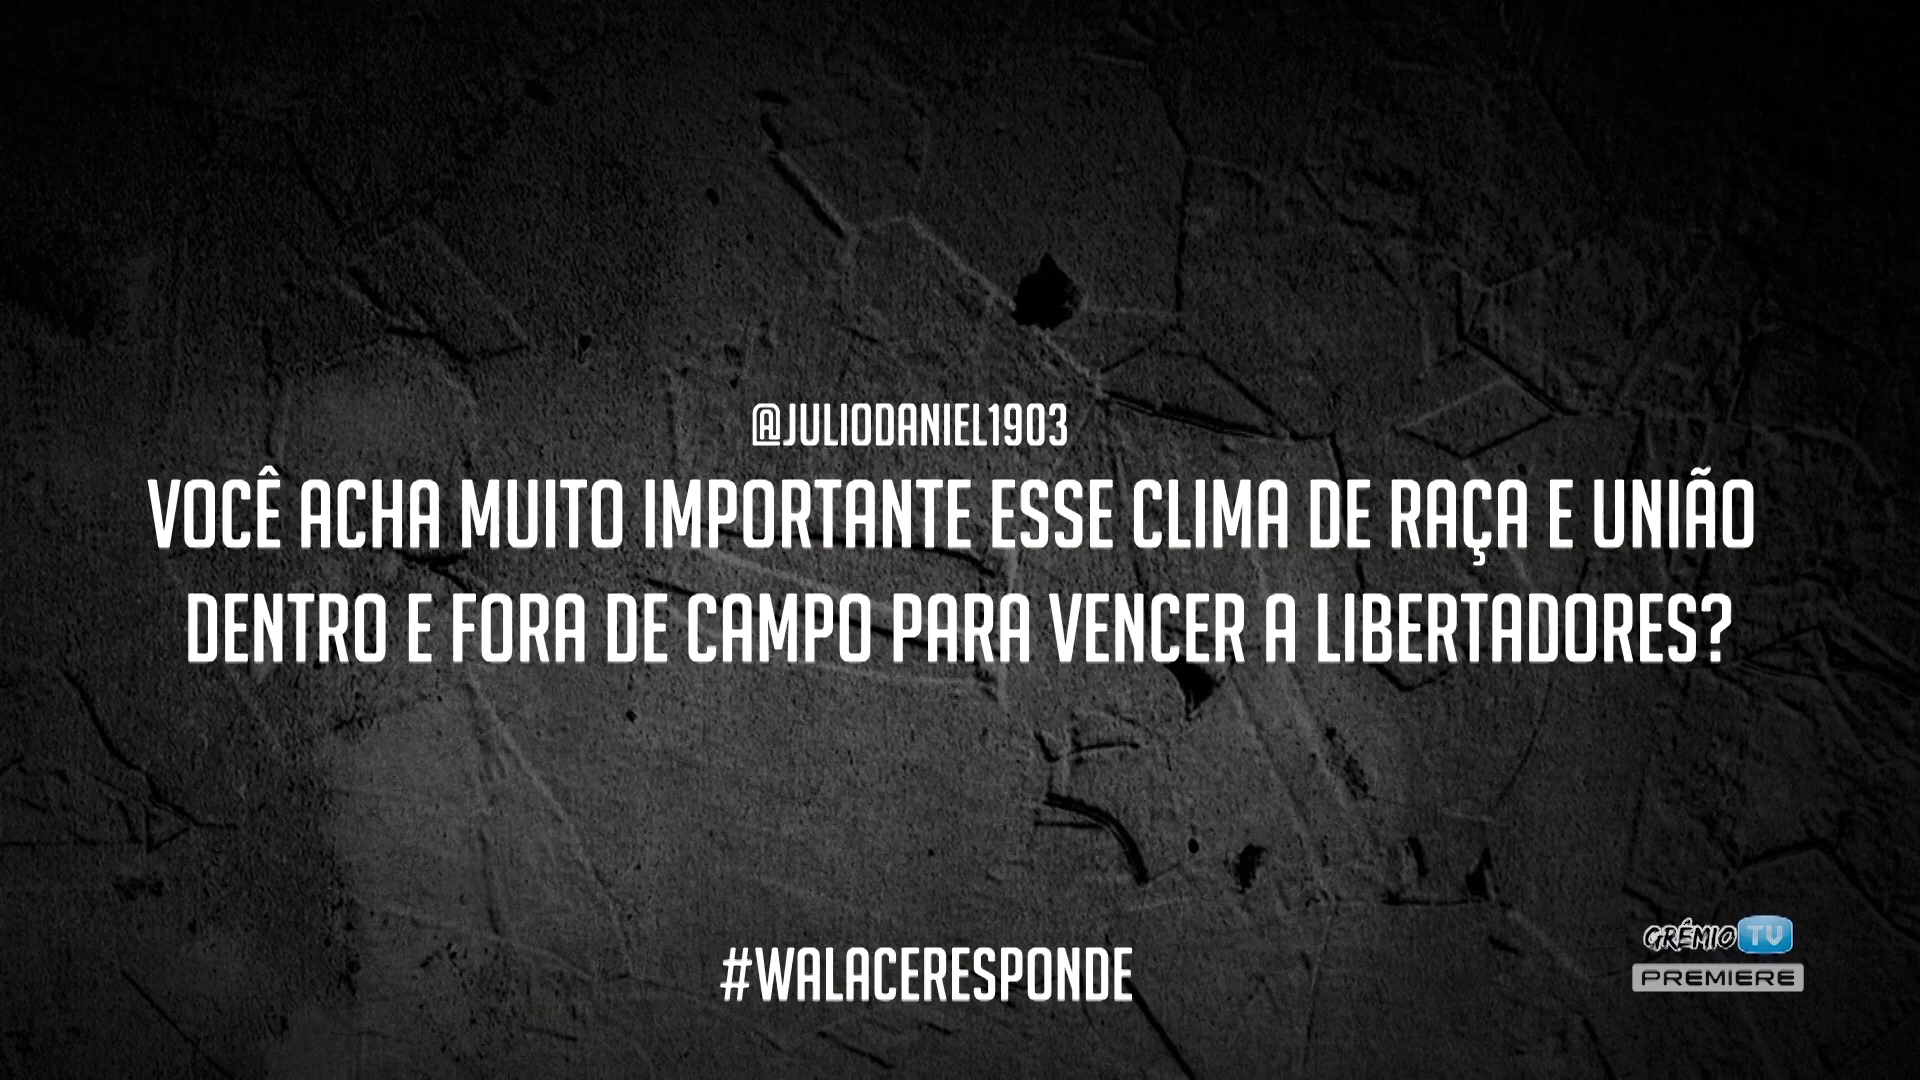 @JULIODANIEL1903
VOCÊ ACHA MUITO IMPORTANTE ESSE CLIMA DE RAÇA E UNIÃO
DENTRO E FORA DE CAMPO PARA VENCER A LIBERTADORES?
#WALACERESPONDE
GRÊMIO TV
PREMIERE